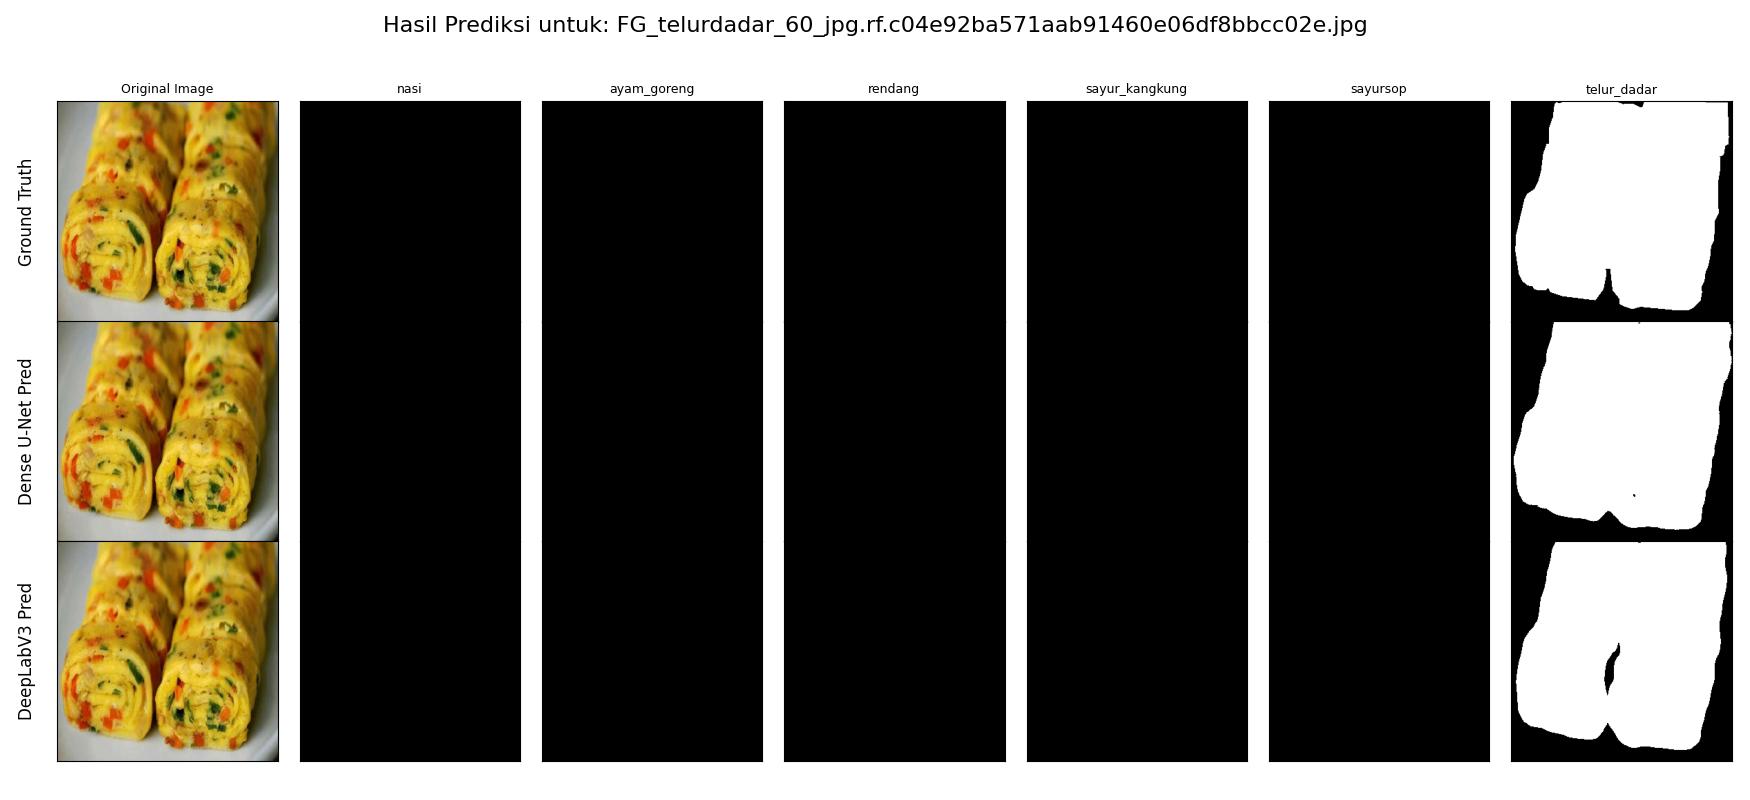 Hasil Prediksi untuk: FG_telurdadar_60_jpg.rf.c04e92ba571aab91460e06df8bbcc02e.jpg
Original Image
nasi
ayam_goreng
rendang
sayur_kangkung
sayursop
telur_dadar
Ground Truth
Dense U-Net Pred
DeepLabV3 Pred